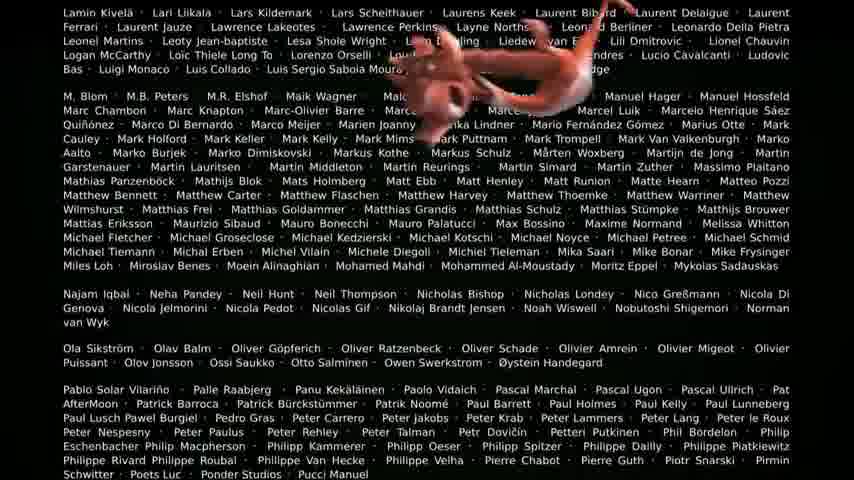 Lamin Kivelä · Lari Liikala · Lars Kildemark · Lars Scheithauer · Laurens Keek · Laurent Bibard · Laurent Delaigue · Laurent
Ferrari · Laurent Jauze · Lawrence Lakeotes · Lawrence Perkins · Layne North Leonard Berliner · Leonardo Della Pietra
Leonel Martins · Leoty Jean-baptiste · Lesa Shole Wright · Liedew van Lili Dmitrovic · Lionel Chauvin
Logan McCarthy · Loïc Thiele Long To · Lorenzo Orselli · Lucio Cavalcanti · Ludovic
Bas · Luigi Monaco · Luis Collado · Luis Sergio Saboia Moura
M. Blom · M.B. Peters · M.R. Elshof · Maik Wagner · Manuel Hager · Manuel Hossfeld
Marc Chambon · Marc Knapton · Marc-Olivier Barre · Marcel Luik · Marcelo Henrique Sáez
Quiñónez · Marco Di Bernardo · Marco Meijer · Marien Joanny Lindner · Mario Fernández Gómez · Marius Otte · Mark
Cauley · Mark Holford · Mark Keller · Mark Kelly · Mark Mims Mark Puttnam · Mark Trompell · Mark Van Valkenburgh · Marko
Aalto · Marko Burjek · Marko Dimiskovski · Markus Kothe · Markus Schulz · Mårten Woxberg · Martijn de Jong · Martin
Garstenauer · Martin Lauritsen · Martin Middleton · Martin Reurings · Martin Simard · Martin Zuther · Massimo Plaitano
Mathias Panzenböck · Mathijs Blok · Mats Holmberg · Matt Ebb · Matt Henley · Matt Runion · Matte Hearn · Matteo Pozzi
Matthew Bennett · Matthew Carter · Matthew Flaschen · Matthew Harvey · Matthew Thoemke · Matthew Warriner · Matthew
Wilmshurst · Matthias Frei · Matthias Goldammer · Matthias Grandis · Matthias Schulz · Matthias Stümpke · Matthijs Brouwer
Mattias Eriksson · Maurizio Sibaud · Mauro Bonecchi · Mauro Palatucci · Max Bossino · Maxime Normand · Melissa Whitton
Michael Fletcher · Michael Groseclose · Michael Kedzierski · Michael Kotschi · Michael Noyce · Michael Petree · Michael Schmid
Michael Tiemann · Michal Erben · Michel Vilain · Michele Diegoli · Michiel Tieleman · Mika Saari · Mike Bonar · Mike Frysinger
Miles Loh · Miroslav Benes · Moein Alinaghian · Mohamed Mahdi · Mohammed Al-Moustady · Moritz Eppel · Mykolas Sadauskas
Najam Iqbal · Neha Pandey · Neil Hunt · Neil Thompson · Nicholas Bishop · Nicholas Londey · Nico Greßmann · Nicola Di
Genova · Nicola Jelmorini · Nicola Pedot · Nicolas Gif · Nikolaj Brandt Jensen · Noah Wiswell · Nobutoshi Shigemori · Norman
van Wyk
Ola Sikström · Olav Balm · Oliver Göpferich · Oliver Ratzenbeck · Oliver Schade · Olivier Amrein · Olivier Migeot · Olivier
Puissant · Olov Jonsson · Ossi Saukko · Otto Salminen · Owen Swerkstrom · Øystein Handegard
Pablo Solar Vilariño · Palle Raabjerg · Panu Kekäläinen · Paolo Vidaich · Pascal Marchal · Pascal Ugon · Pascal Ullrich · Pat
AfterMoon · Patrick Barroca · Patrick Bürckstümmer · Patrik Noomé · Paul Barrett · Paul Holmes · Paul Kelly · Paul Lunneberg
Paul Lusch Pawel Burgiel · Pedro Gras · Peter Carrero · Peter Jakobs · Peter Krab · Peter Lammers · Peter Lang · Peter le Roux
Peter Nespesny · Peter Paulus · Peter Rehley · Peter Talman · Petr Dovičín · Petteri Putkinen · Phil Bordelon · Philip
Eschenbacher Philip Macpherson · Philipp Kammerer · Philipp Oeser · Philipp Spitzer · Philippe Dailly · Philippe Piatkiewitz
Philippe Rivard Philippe Roubal · Philippe Van Hecke · Philippe Velha · Pierre Chabot · Pierre Guth · Piotr Snarski · Pirmin
Schwitter · Poets Luc · Ponder Studios · Pucci Manuel